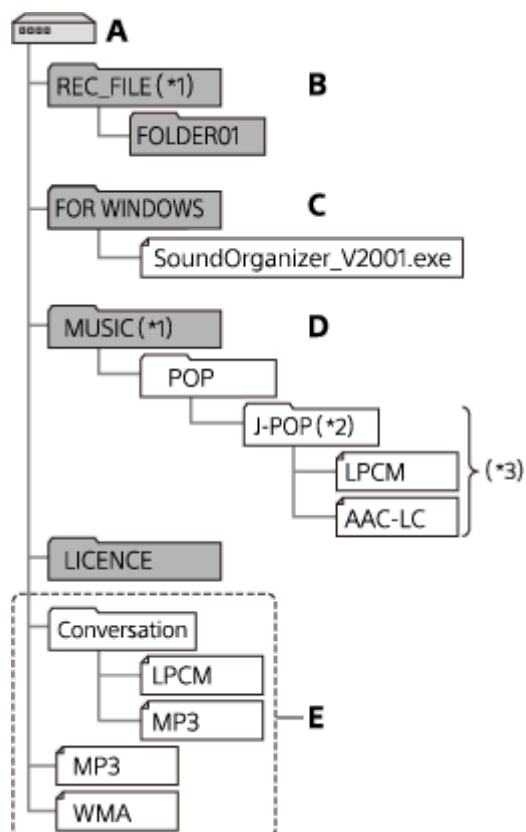 A
REC_FILE(*1) B
FOLDER01
FOR WINDOWS C
SoundOrganizer_V2001.exe
MUSIC(*1) D
POP
J-POP(*2)
LPCM (*3)
AAC-LC
LICENCE
Conversation
LPCM
MP3 E
MP3
WMA